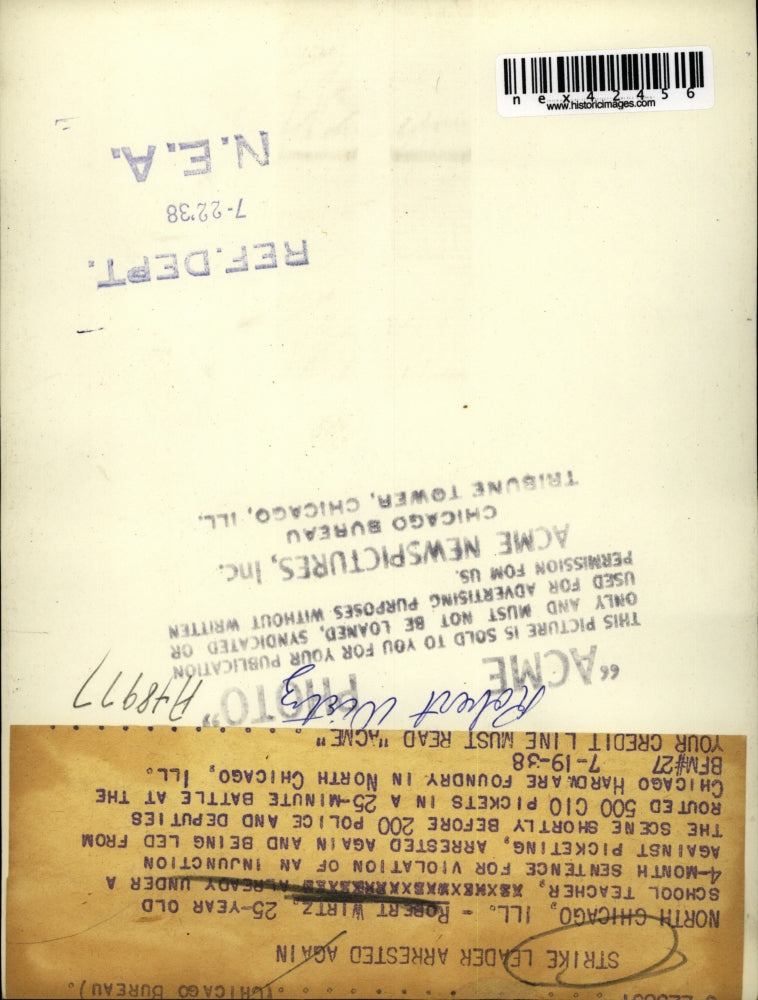 nex42456
www.historicimages.com
(CHICAGO BUREAU).
STRIKE LEADER ARRESTED AGAIN
NORTH CHICAGO, ILL. - ROBERT WIRTZ, 25-YEAR OLD
SCHOOL TEACHER, ALREADY UNDER A
4-MONTH SENTENCE FOR VIOLATION OF AN INJUNCTION
AGAINST PICKETING, ARRESTED AGAIN AND BEING LED FROM
THE SCENE SHORTLY BEFORE 200 POLICE AND DEPUTIES
ROUTED 500 CIO PICKETS IN A 25-MINUTE BATTLE AT THE
CHICAGO HARDWARE FOUNDRY IN NORTH CHICAGO, ILL.
BFM#27 7-19-38
YOUR CREDIT LINE MUST READ "ACME"
Robert Wirtz
A48977
"ACME PHOTO"
THIS PICTURE IS SOLD TO YOU FOR YOUR PUBLICATION
ONLY AND MUST NOT BE LOANED, SYNDICATED OR
USED FOR ADVERTISING PURPOSES WITHOUT WRITTEN
PERMISSION FOM US.
ACME NEWSPICTURES, Inc.
CHICAGO BUREAU
TRIBUNE TOWER, CHICAGO, ILL.
REF. DEPT.
7-22'38
N.E.A.